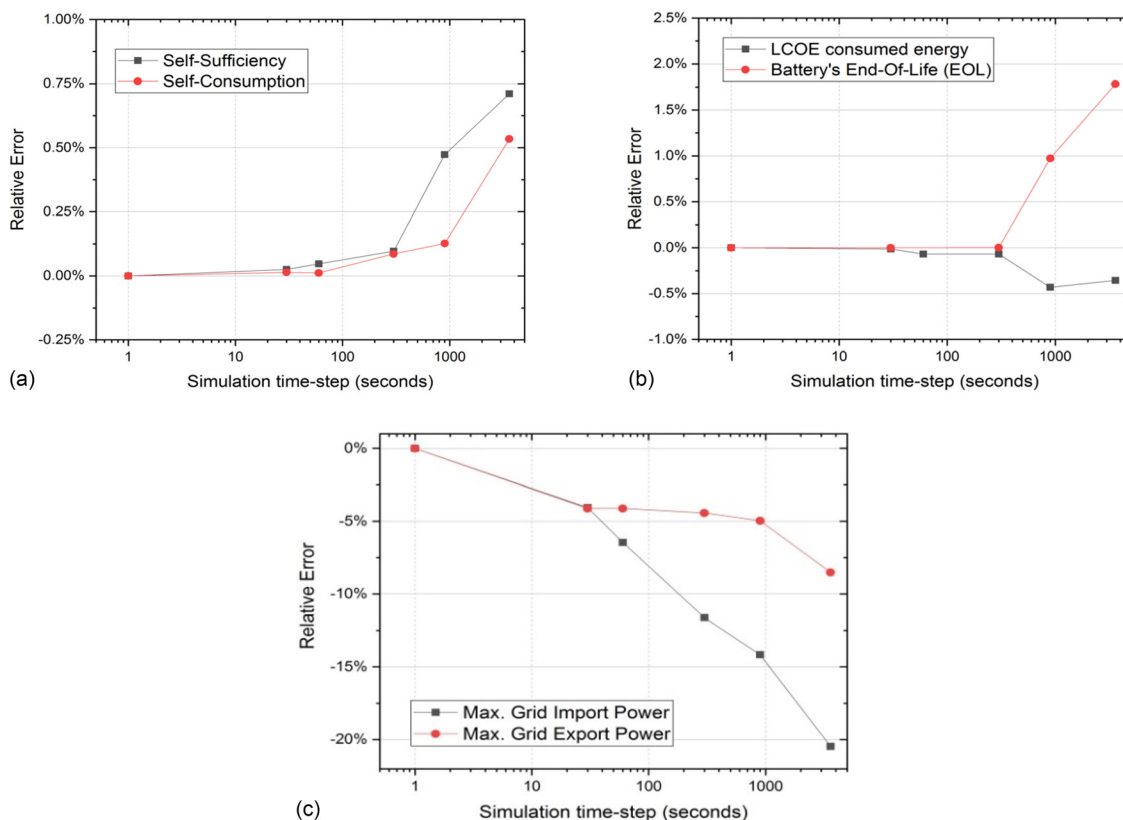 1.00%
0.75%
0.50%
0.25%
0.00%
-0.25%
Relative Error
Self-Sufficiency
Self-Consumption
1
10
100
1000
Simulation time-step (seconds)
(a)
2.5%
2.0%
1.5%
1.0%
0.5%
0.0%
-0.5%
-1.0%
Relative Error
LCOE consumed energy
Battery's End-Of-Life (EOL)
1
10
100
1000
Simulation time-step (seconds)
(b)
0%
-5%
-10%
-15%
-20%
Relative Error
Max. Grid Import Power
Max. Grid Export Power
1
10
100
1000
Simulation time-step (seconds)
(c)